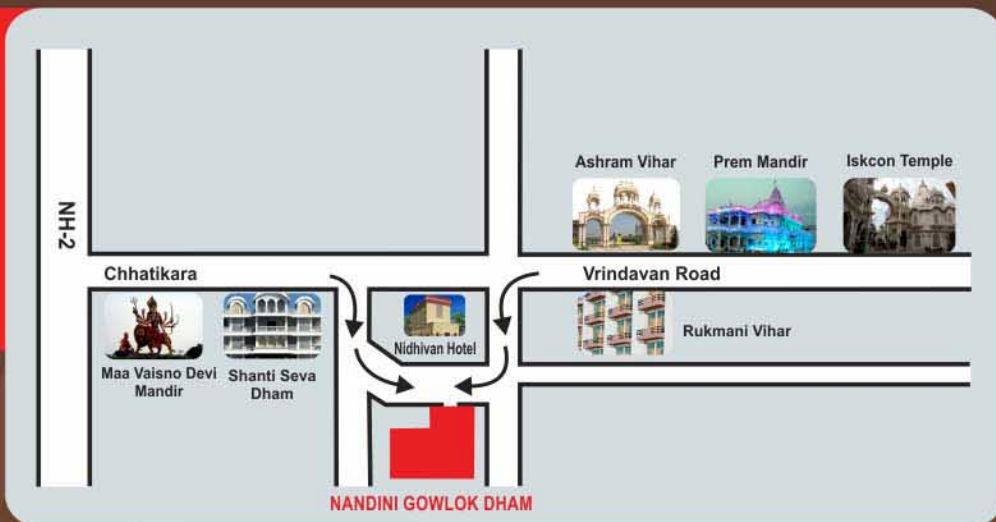 Ashram Vihar
Prem Mandir
Iskcon Temple
NH-2
Chhatikara
Vrindavan Road
Nidhivan Hotel
Rukmani Vihar
Maa Vaisno Devi
Mandir
Shanti Seva
Dham
NANDINI GOWLOK DHAM